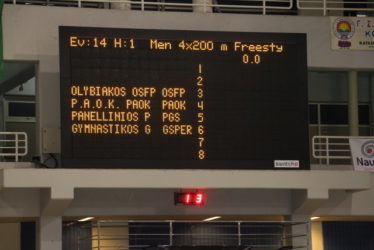 Ev:14 H:1 Men 4x200 m Freesty
0.0
1
2
OLYBIAKOS OSFP OSFP 3
P.A.O.K. PAOK PAOK 4
PANELLINIOS P PGS 5
GYMNASTIKOS G GSPER 6
7
8
Nau